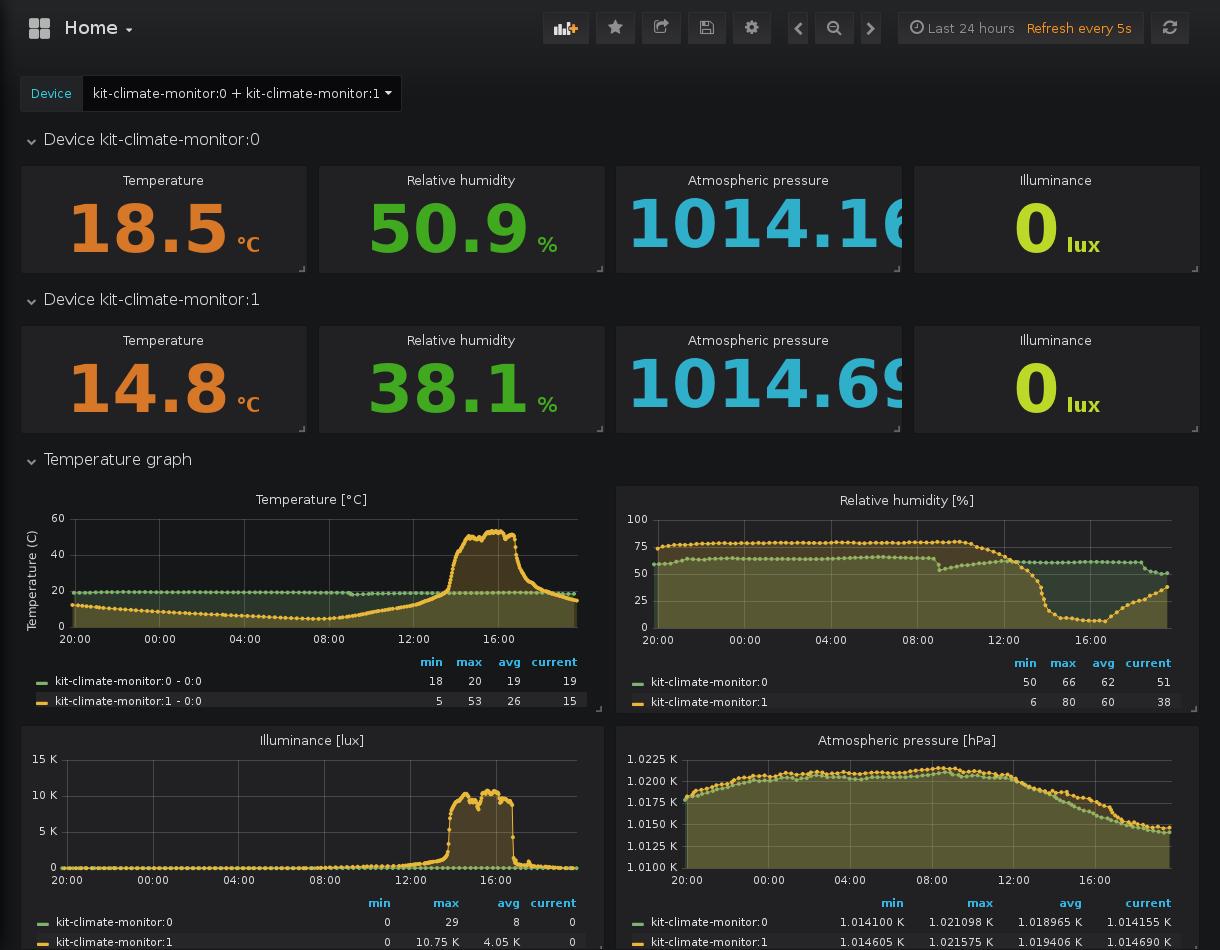 Home
Last 24 hours Refresh every 5s
Device kit-climate-monitor:0 + kit-climate-monitor:1
Device kit-climate-monitor:0
Temperature Relative humidity Atmospheric pressure Illuminance
18.5 °C 50.9 % 1014.16 0 lux
Device kit-climate-monitor:1
Temperature Relative humidity Atmospheric pressure Illuminance
14.8 °C 38.1 % 1014.69 0 lux
Temperature graph
Temperature [°C]
Temperature (C)
60
40
20
0
20:00 00:00 04:00 08:00 12:00 16:00
min max avg current
kit-climate-monitor:0 - 0:0 18 20 19 19
kit-climate-monitor:1 - 0:0 5 53 26 15
Relative humidity [%]
100
75
50
25
0
20:00 00:00 04:00 08:00 12:00 16:00
min max avg current
kit-climate-monitor:0 50 66 62 51
kit-climate-monitor:1 6 80 60 38
Illuminance [lux]
15 K
10 K
5 K
0
20:00 00:00 04:00 08:00 12:00 16:00
min max avg current
kit-climate-monitor:0 0 29 8 0
kit-climate-monitor:1 0 10.75 K 4.05 K 0
Atmospheric pressure [hPa]
1.0225 K
1.0200 K
1.0175 K
1.0150 K
1.0125 K
1.0100 K
20:00 00:00 04:00 08:00 12:00 16:00
min max avg current
kit-climate-monitor:0 1.014100 K 1.021098 K 1.018965 K 1.014155 K
kit-climate-monitor:1 1.014605 K 1.021575 K 1.019406 K 1.014690 K